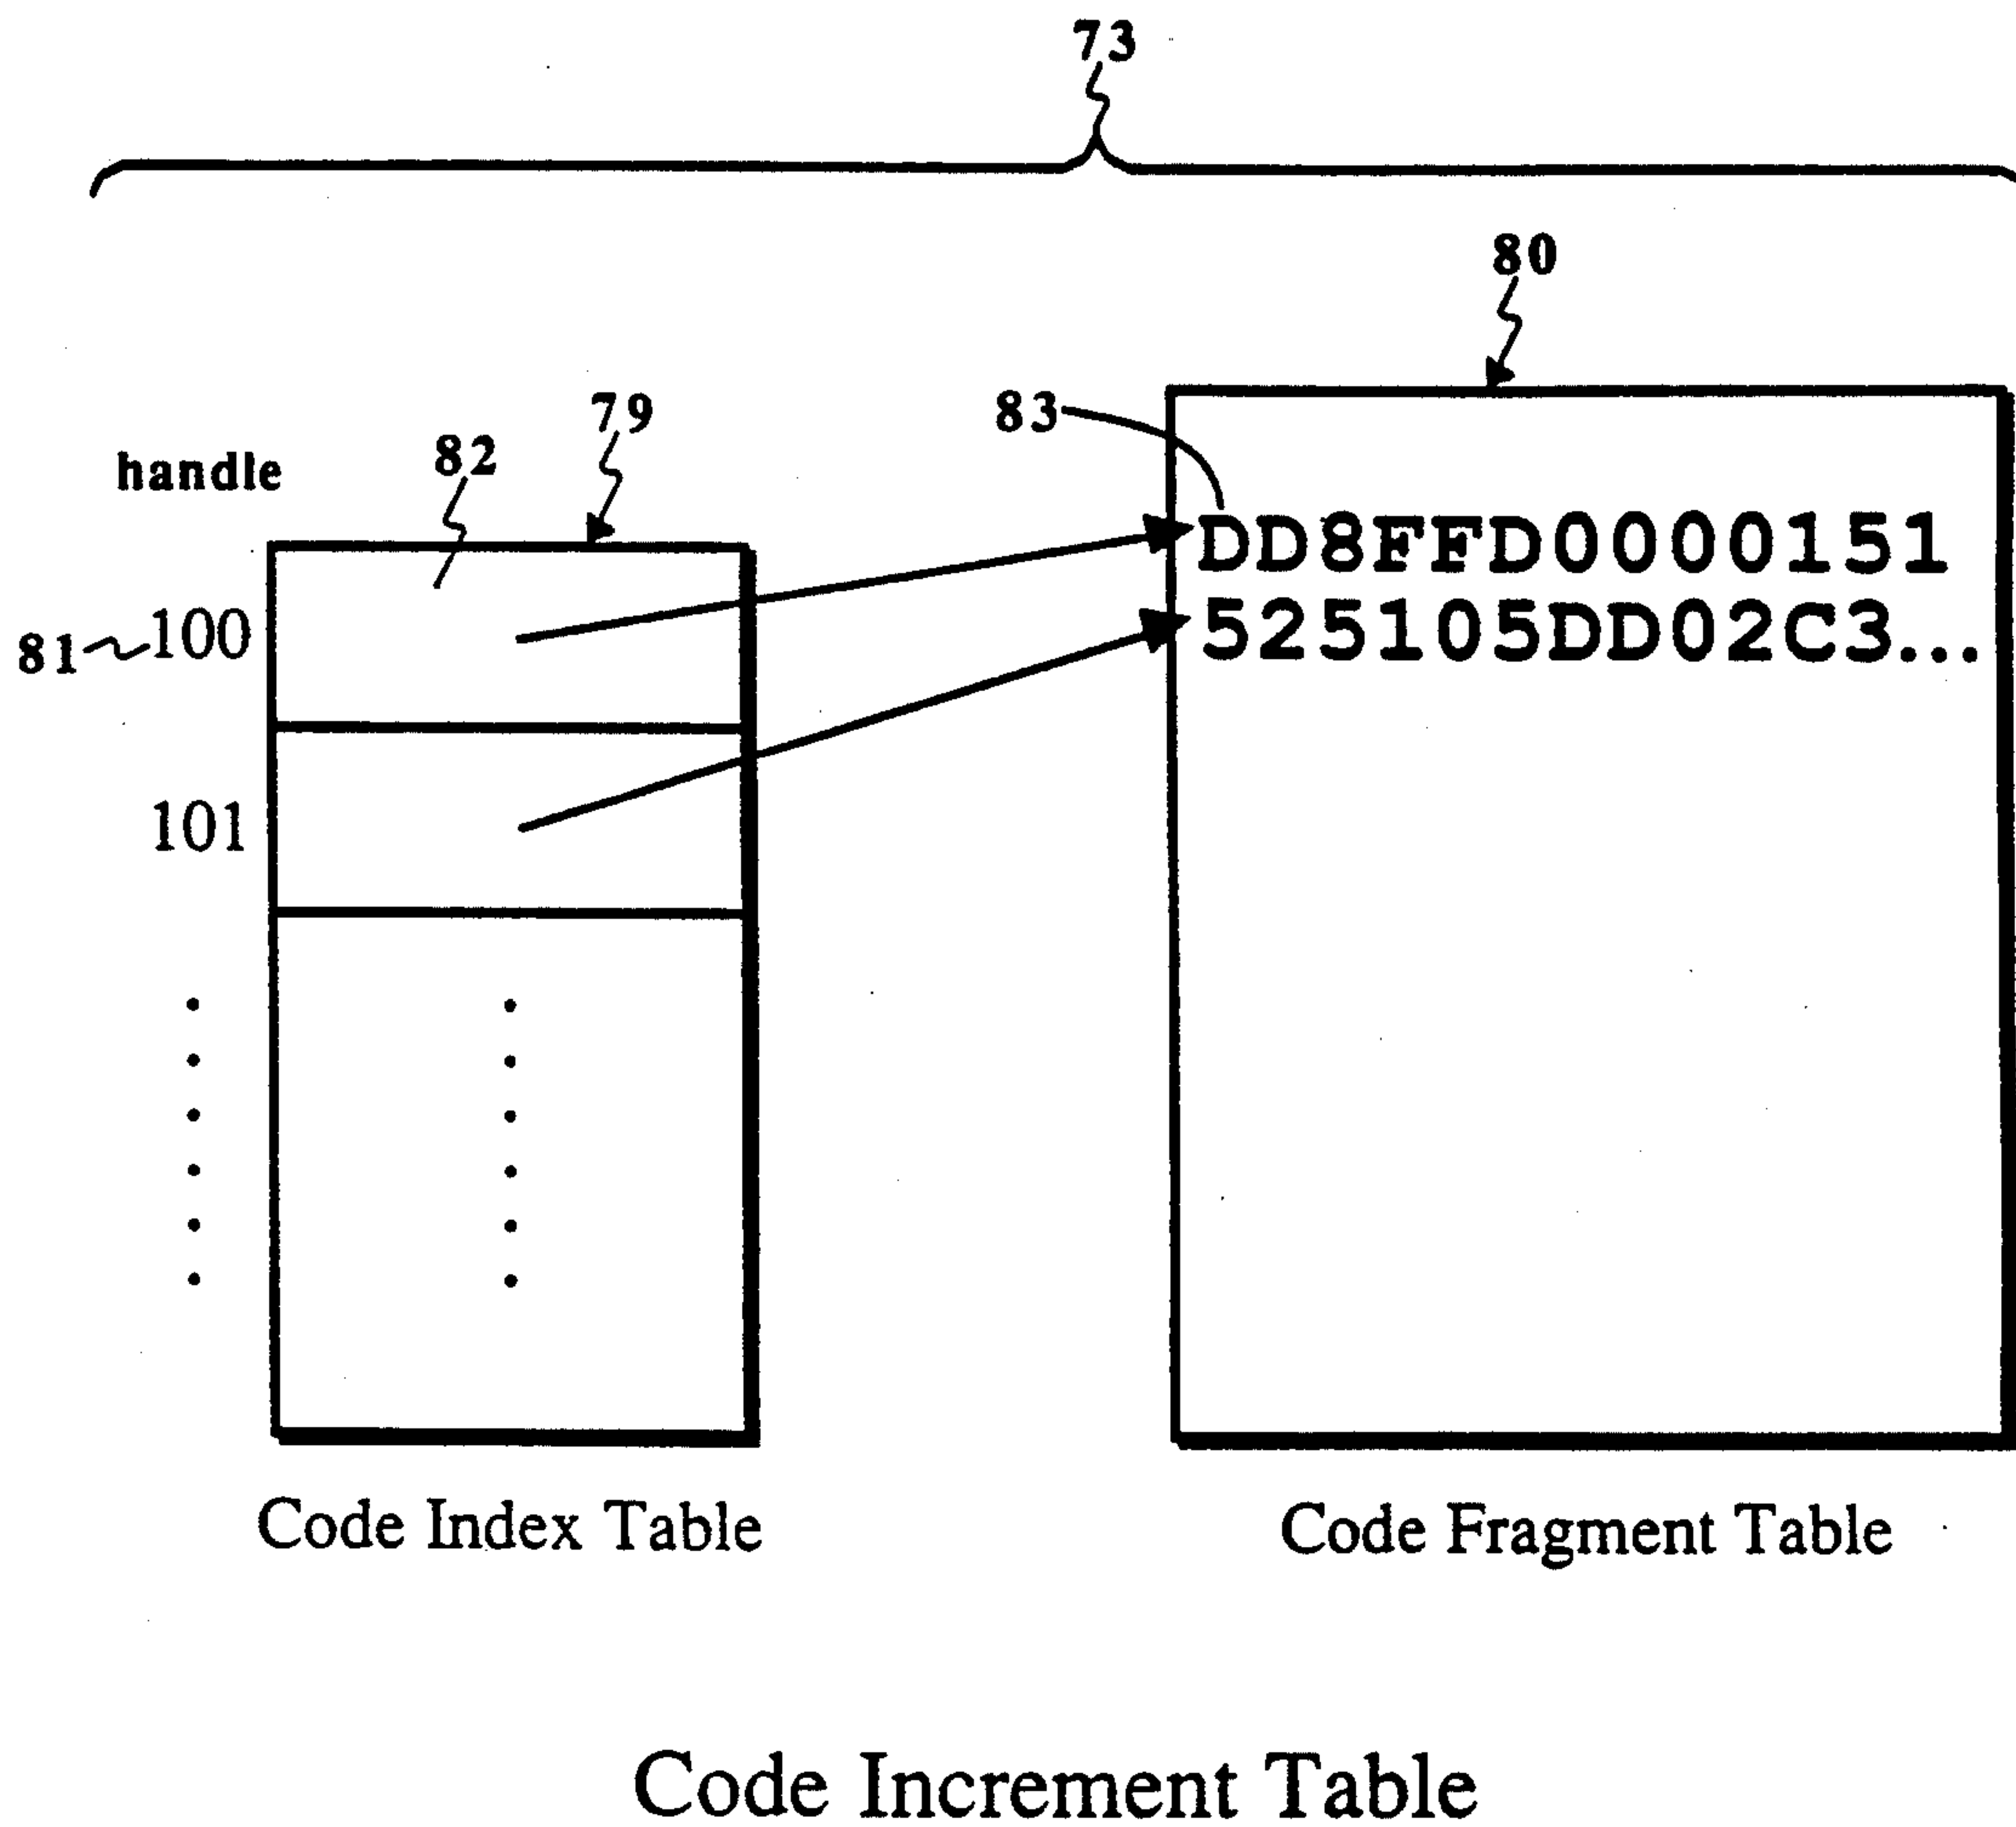 73
80
79
83
82
handle
DD8FFD0000151
81 100
525105DD02C3...
101
Code Index Table
Code Fragment Table
Code Increment Table